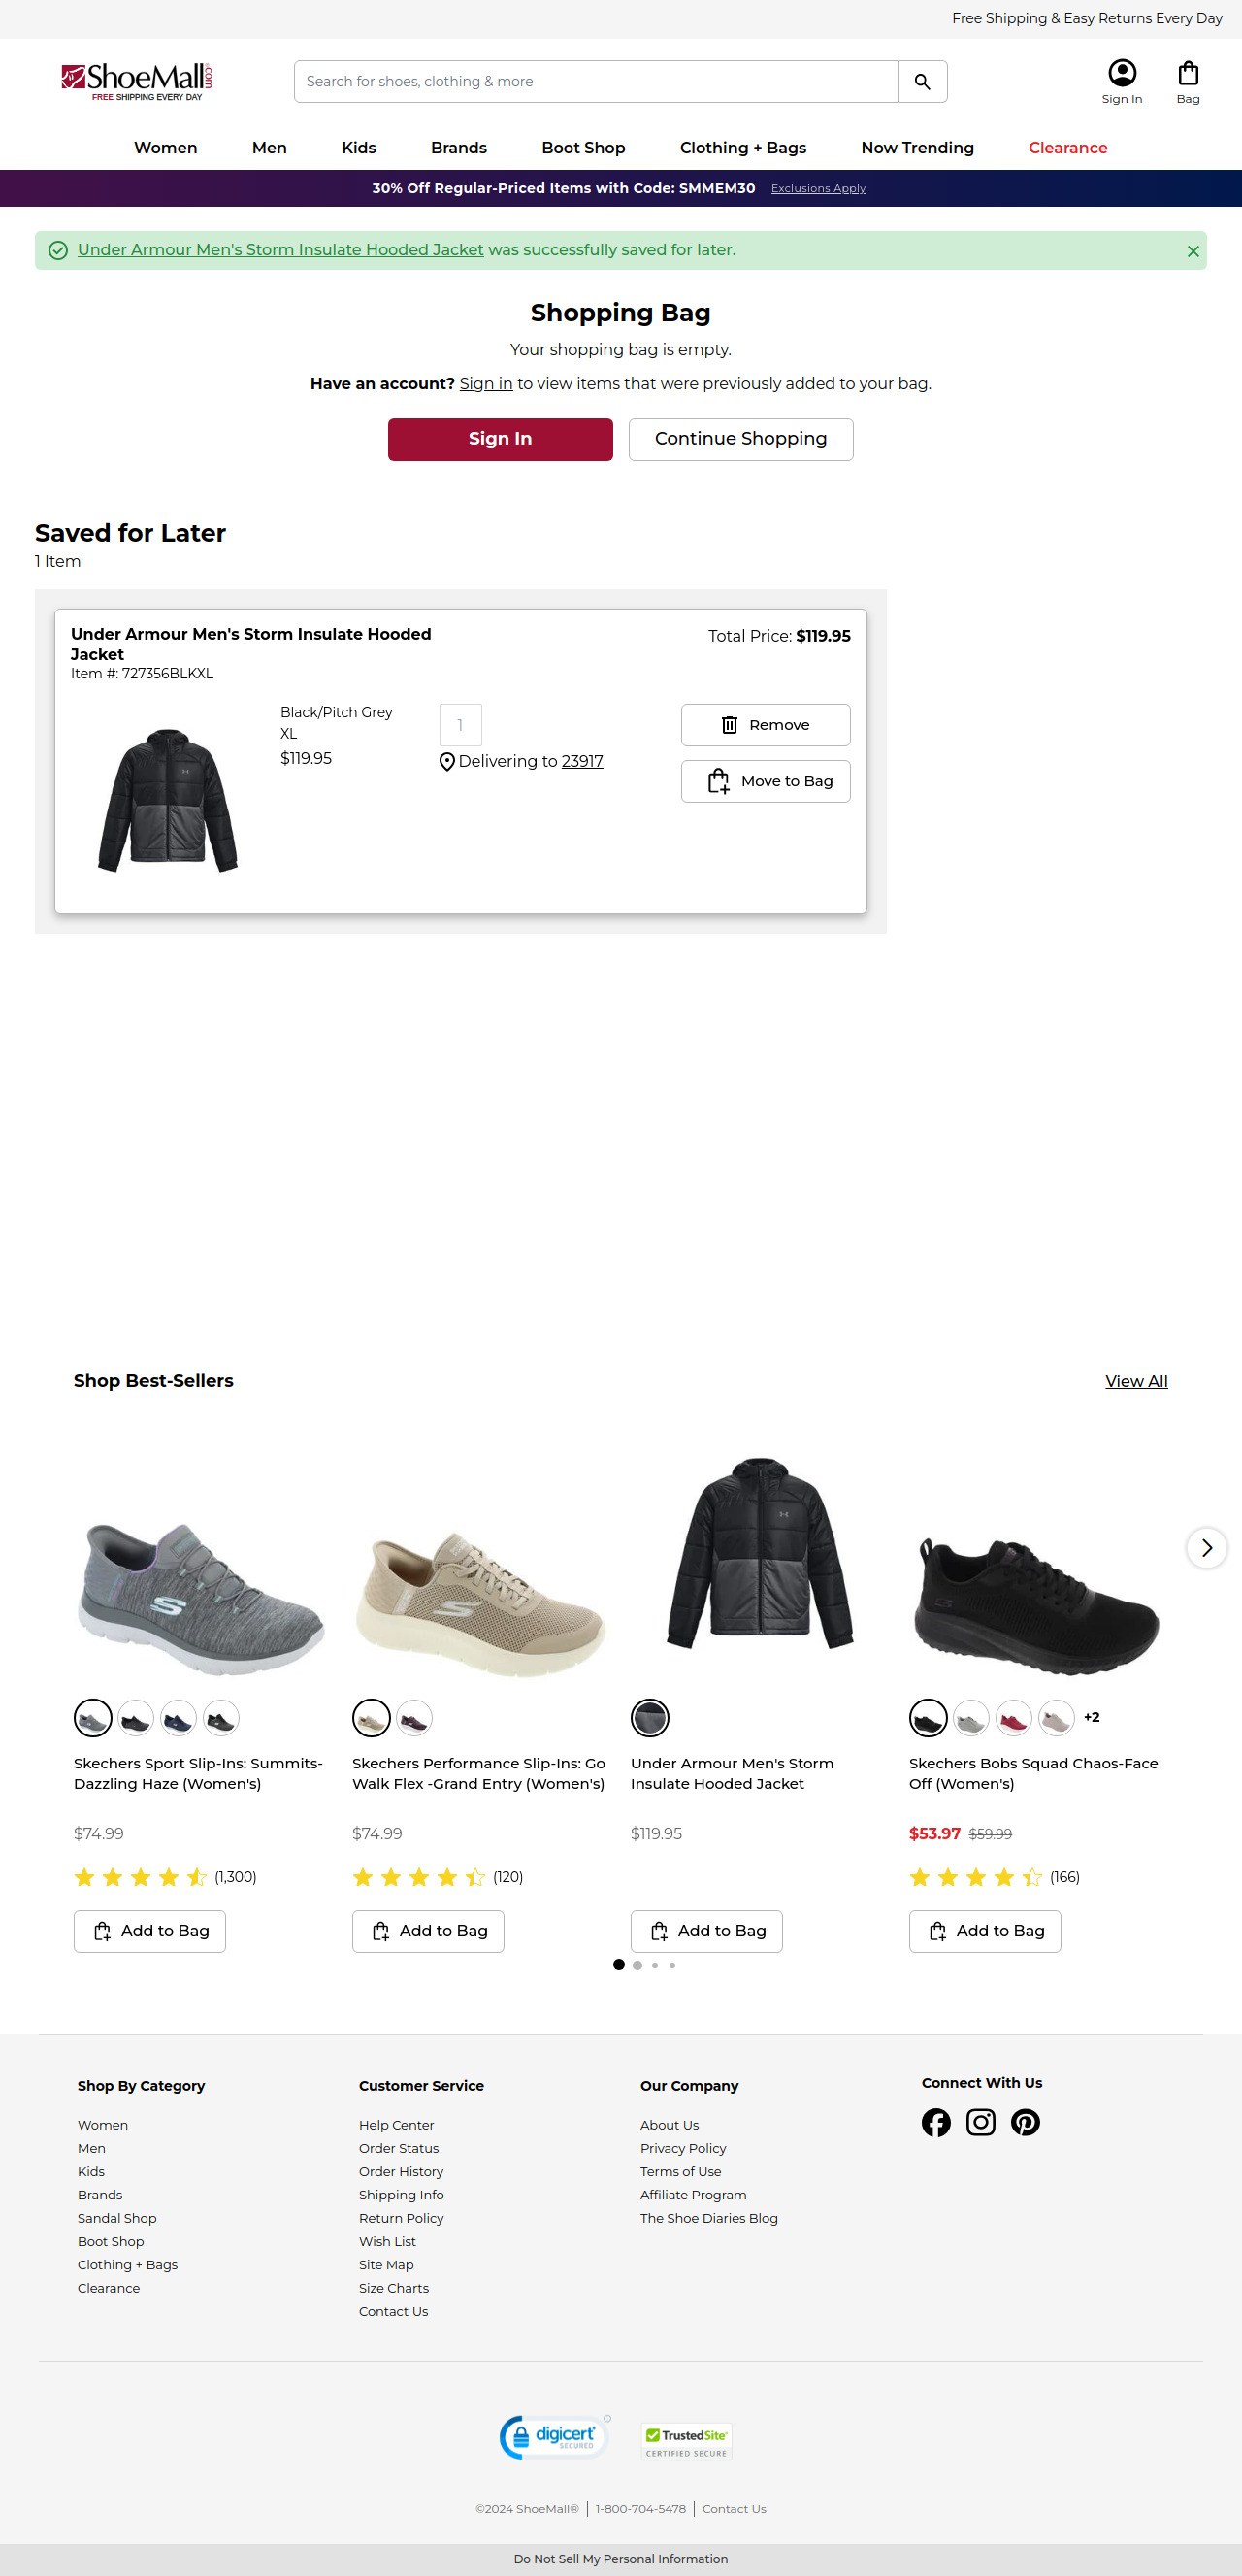 Free Shipping & Easy Returns Every Day
ShoeMall.com
FREE SHIPPING EVERY DAY
Search for shoes, clothing & more
Sign In
Bag
Women Men Kids Brands Boot Shop Clothing + Bags Now Trending Clearance
30% Off Regular-Priced Items with Code: SMMEM30 Exclusions Apply
Under Armour Men's Storm Insulate Hooded Jacket was successfully saved for later.
Shopping Bag
Your shopping bag is empty.
Have an account? Sign in to view items that were previously added to your bag.
Sign In
Continue Shopping
Saved for Later
1 Item
Under Armour Men's Storm Insulate Hooded
Jacket
Item #: 727356BLKXL
Total Price: $119.95
Black/Pitch Grey
XL
$119.95
1
Delivering to 23917
Remove
Move to Bag
Shop Best-Sellers
View All
+2
Skechers Sport Slip-Ins: Summits-
Dazzling Haze (Women's)
$74.99
(1,300)
Add to Bag
Skechers Performance Slip-Ins: Go
Walk Flex -Grand Entry (Women's)
$74.99
(120)
Add to Bag
Under Armour Men's Storm
Insulate Hooded Jacket
$119.95
Add to Bag
Skechers Bobs Squad Chaos-Face
Off (Women's)
$53.97 $59.99
(166)
Add to Bag
Shop By Category
Women
Men
Kids
Brands
Sandal Shop
Boot Shop
Clothing + Bags
Clearance
Customer Service
Help Center
Order Status
Order History
Shipping Info
Return Policy
Wish List
Site Map
Size Charts
Contact Us
Our Company
About Us
Privacy Policy
Terms of Use
Affiliate Program
The Shoe Diaries Blog
Connect With Us
digicert
SECURED
TrustedSite
CERTIFIED SECURE
©2024 ShoeMall® | 1-800-704-5478 | Contact Us
Do Not Sell My Personal Information